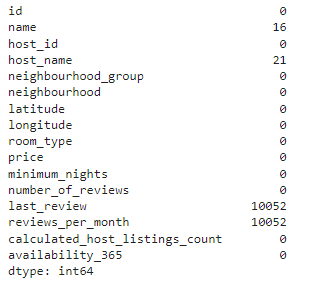 id 0
name 16
host_id 0
host_name 21
neighbourhood_group 0
neighbourhood 0
latitude 0
longitude 0
room_type 0
price 0
minimum_nights 0
number_of_reviews 0
last_review 10052
reviews_per_month 10052
calculated_host_listings_count 0
availability_365 0
dtype: int64